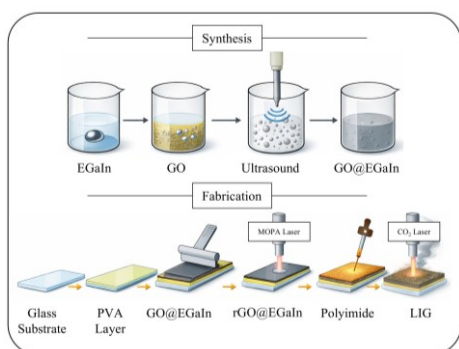 Synthesis
EGaIn
GO
Ultrasound
GO@EGaIn
Fabrication
MOPA Laser
CO₂ Laser
Glass
Substrate
PVA
Layer
GO@EGaIn
rGO@EGaIn
Polyimide
LIG